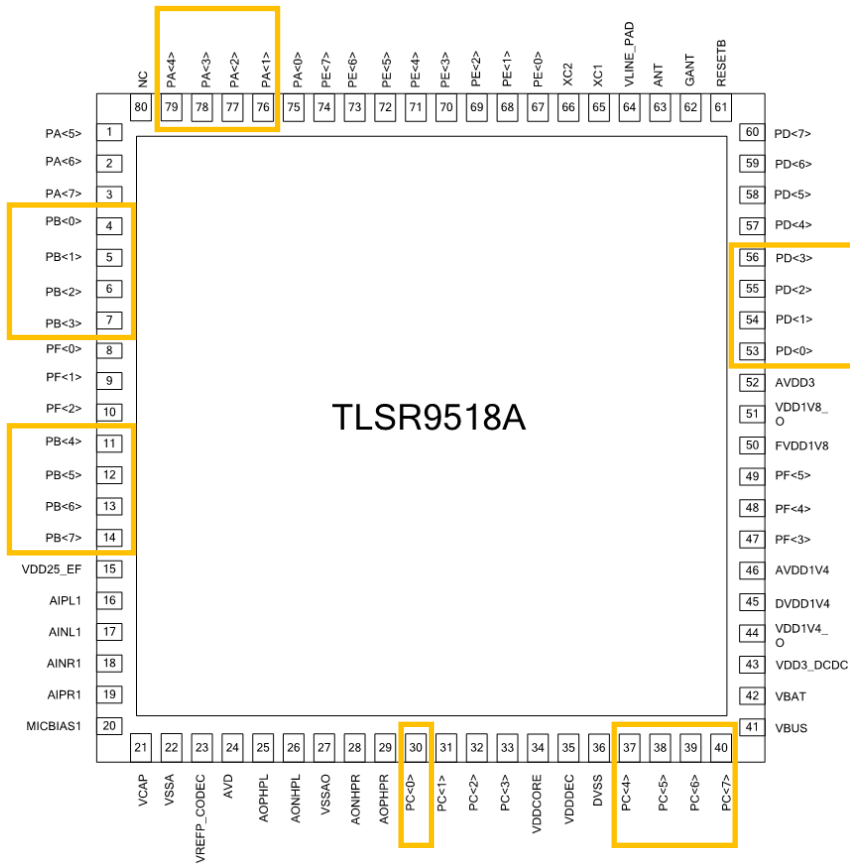 NC
PA<4>
PA<3>
PA<2>
PA<1>
PA<0>
PE<7>
PE<6>
PE<5>
PE<4>
PE<3>
PE<2>
PE<1>
PE<0>
XC2
XC1
VLINE_PAD
ANT
GANT
RESETB
80 79 78 77 76 75 74 73 72 71 70 69 68 67 66 65 64 63 62 61
PA<5> 1
PA<6> 2
PA<7> 3
PB<0> 4
PB<1> 5
PB<2> 6
PB<3> 7
PF<0> 8
PF<1> 9
PF<2> 10
PB<4> 11
PB<5> 12
PB<6> 13
PB<7> 14
VDD25_EF 15
AIPL1 16
AINL1 17
AINR1 18
AIPR1 19
MICBIAS1 20
TLSR9518A
60 PD<7>
59 PD<6>
58 PD<5>
57 PD<4>
56 PD<3>
55 PD<2>
54 PD<1>
53 PD<0>
52 AVDD3
51 VDD1V8_
O
50 FVDD1V8
49 PF<5>
48 PF<4>
47 PF<3>
46 AVDD1V4
45 DVDD1V4
44 VDD1V4_
O
43 VDD3_DCDC
42 VBAT
41 VBUS
21 22 23 24 25 26 27 28 29 30 31 32 33 34 35 36 37 38 39 40
VCAP
VSSA
VREFP_CODEC
AVD
AOPHPL
AONHPL
VSSAO
AONHPR
AOPHPR
PC<0>
PC<1>
PC<2>
PC<3>
VDDCORE
VDDDEC
DVSS
PC<4>
PC<5>
PC<6>
PC<7>